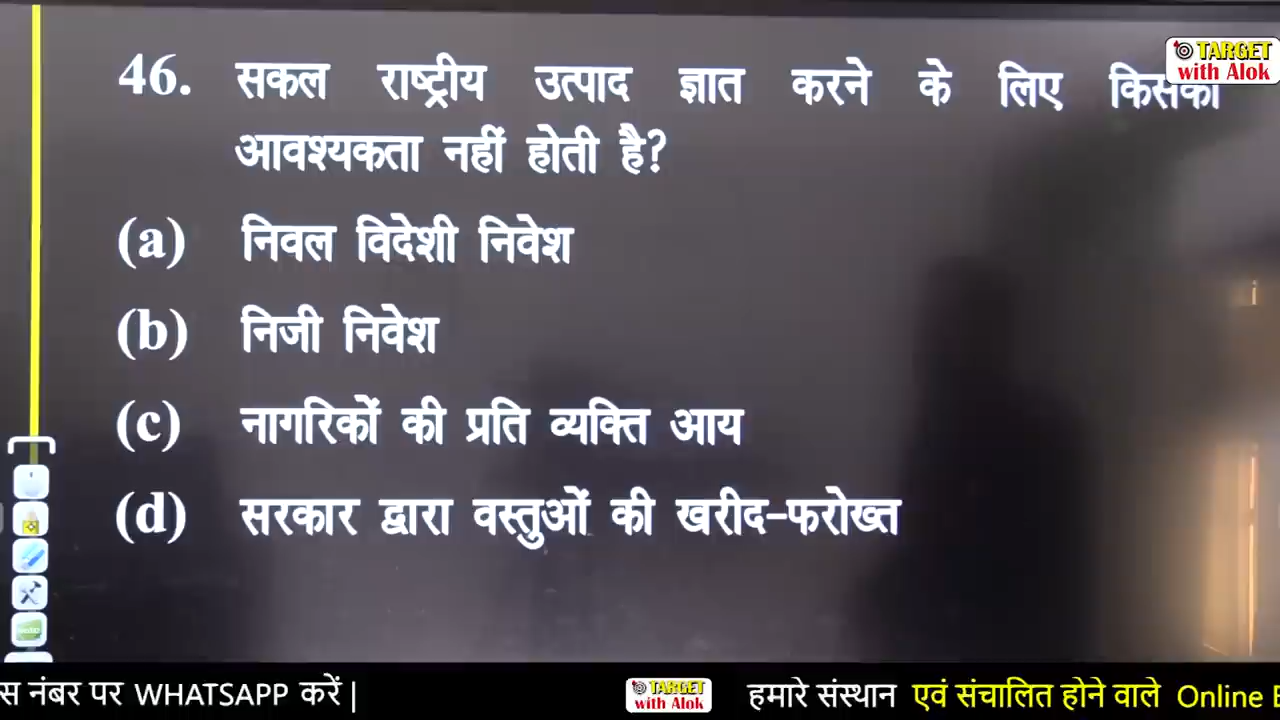 TARGET
with Alok
46. सकल राष्ट्रीय उत्पाद ज्ञात करने के लिए किसकी
आवश्यकता नहीं होती है?
(a) निवल विदेशी निवेश
(b) निजी निवेश
(c) नागरिकों की प्रति व्यक्ति आय
(d) सरकार द्वारा वस्तुओं की खरीद-फरोख्त
स नंबर पर WHATSAPP करें |
TARGET
with Alok
हमारे संस्थान एवं संचालित होने वाले Online